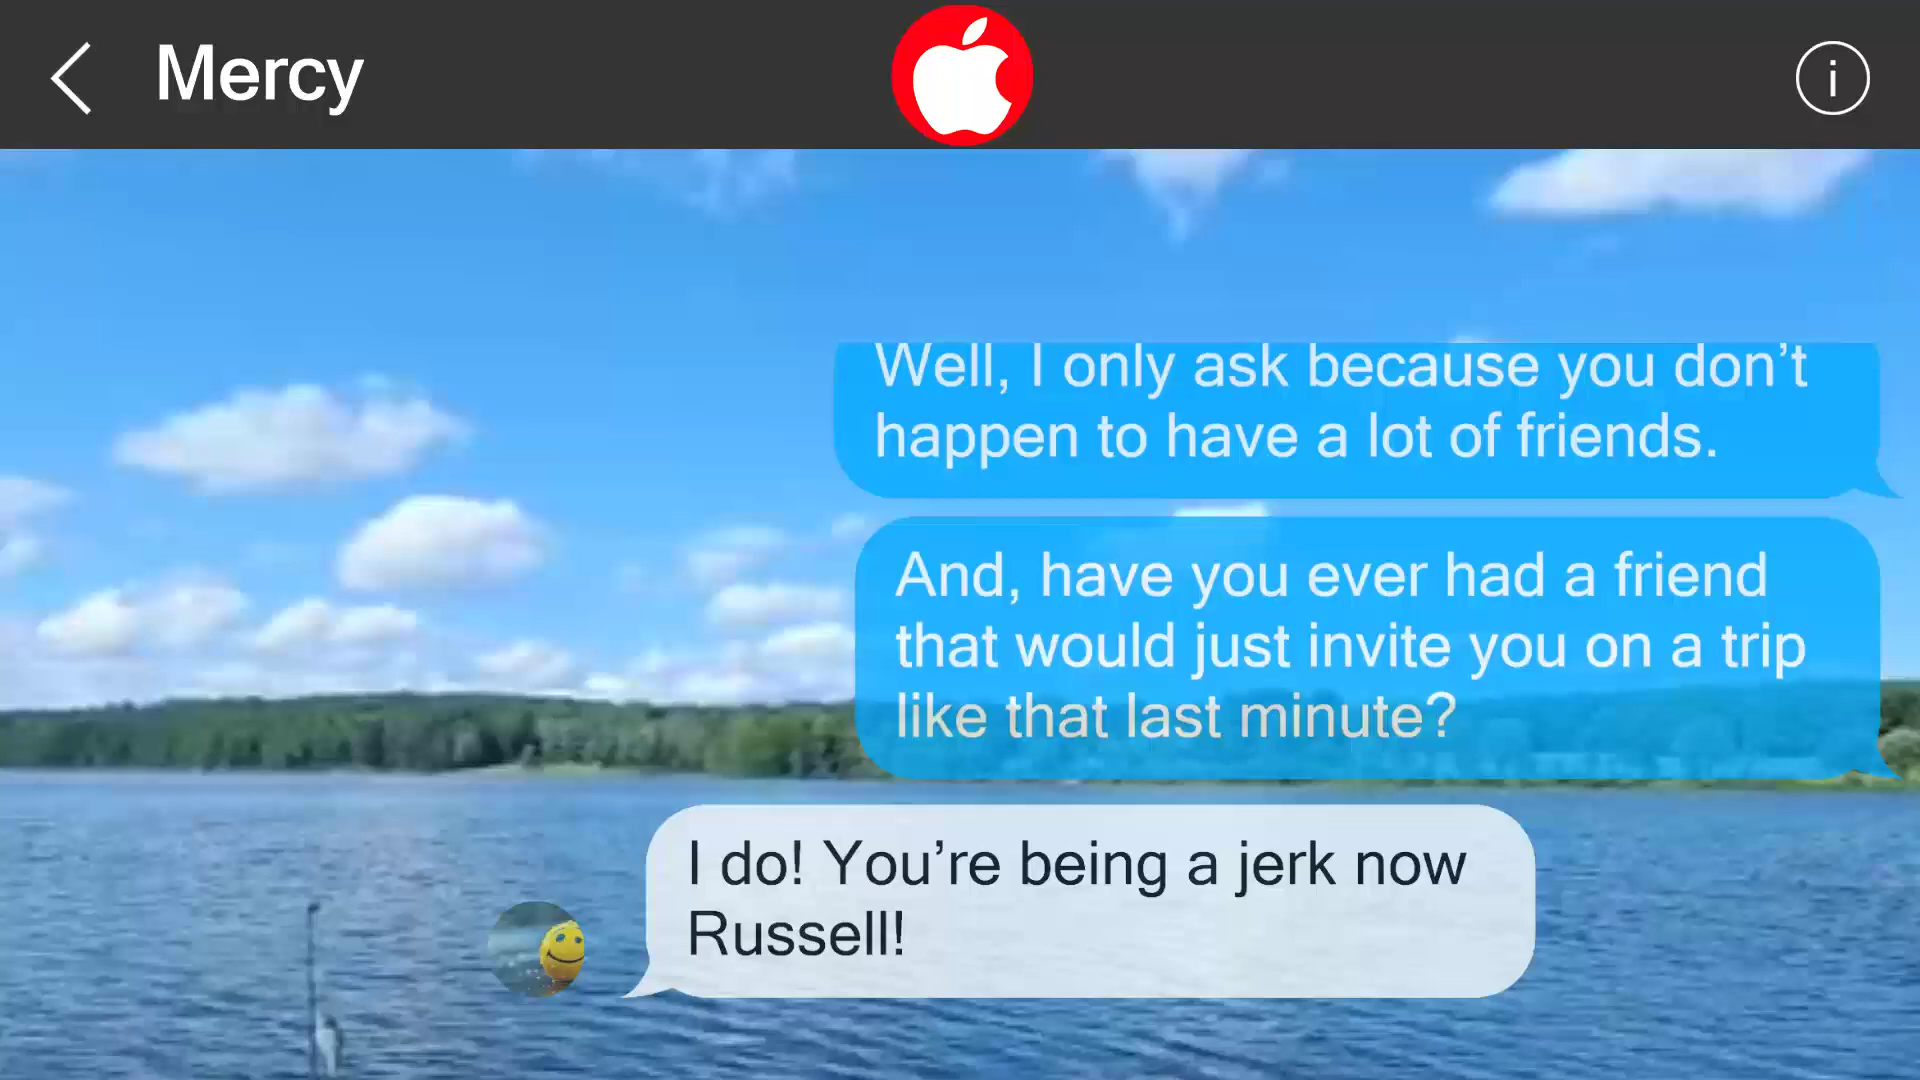 Mercy
i
Well, I only ask because you don’t
happen to have a lot of friends.
And, have you ever had a friend
that would just invite you on a trip
like that last minute?
I do! You’re being a jerk now
Russell!